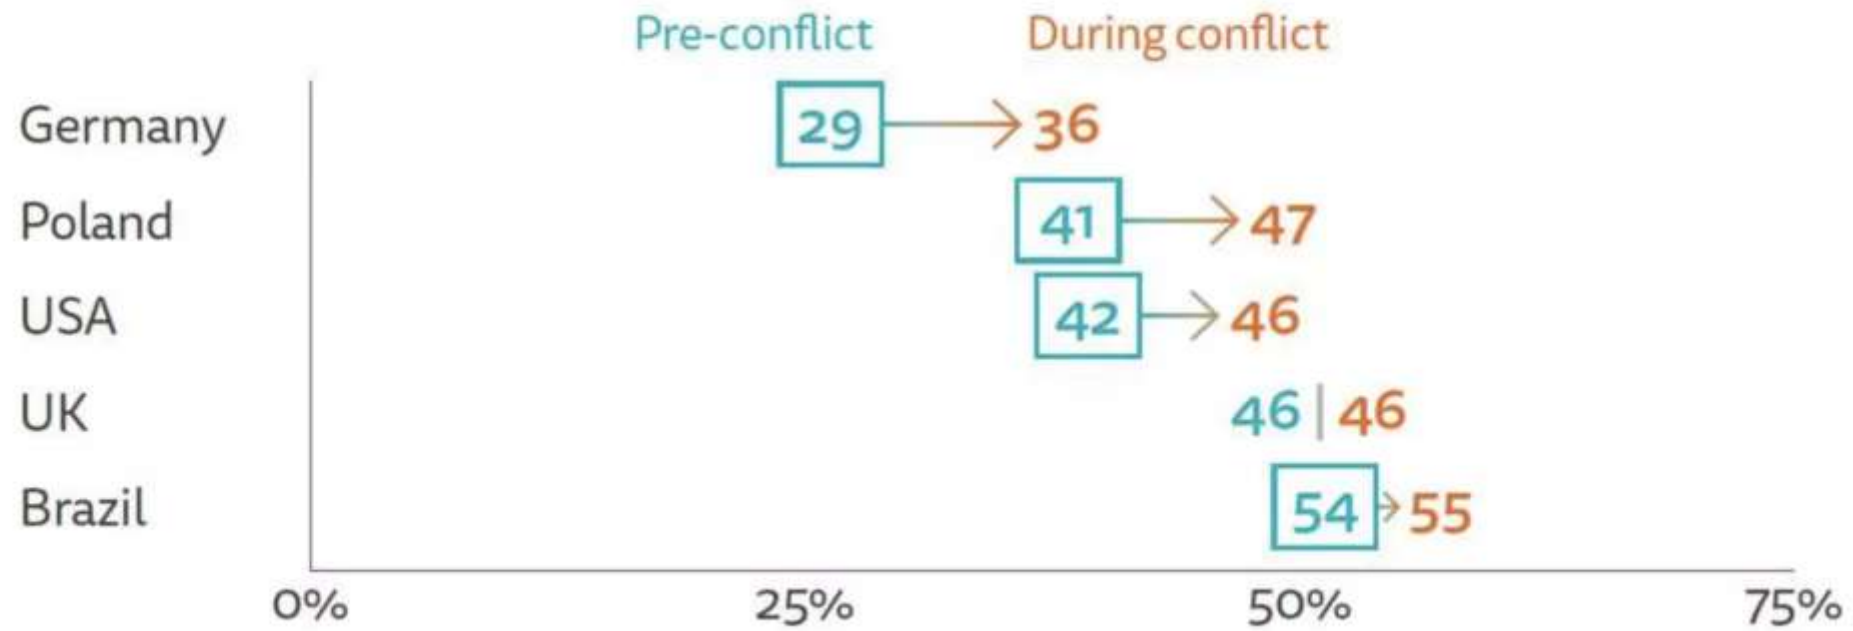 Pre-conflict During conflict
Germany 29 36
Poland 41 47
USA 42 46
UK 46 | 46
Brazil 54 55
0% 25% 50% 75%